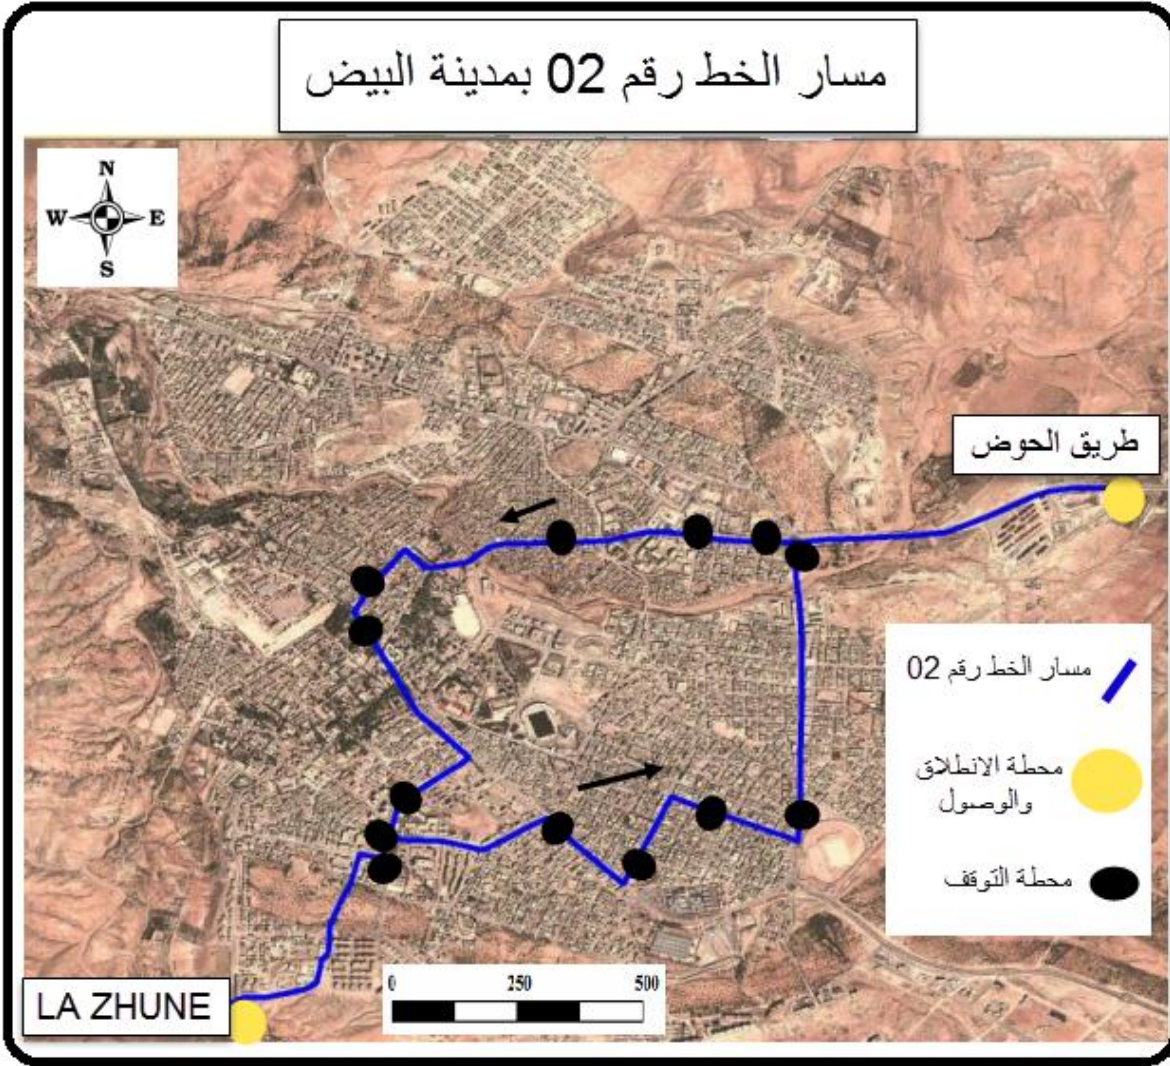 مسار الخط رقم 02 بمدينة البيض
N
W E
S
طريق الحوض
مسار الخط رقم 02
محطة الانطلاق
والوصول
محطة التوقف
0 250 500
LA ZHUNE